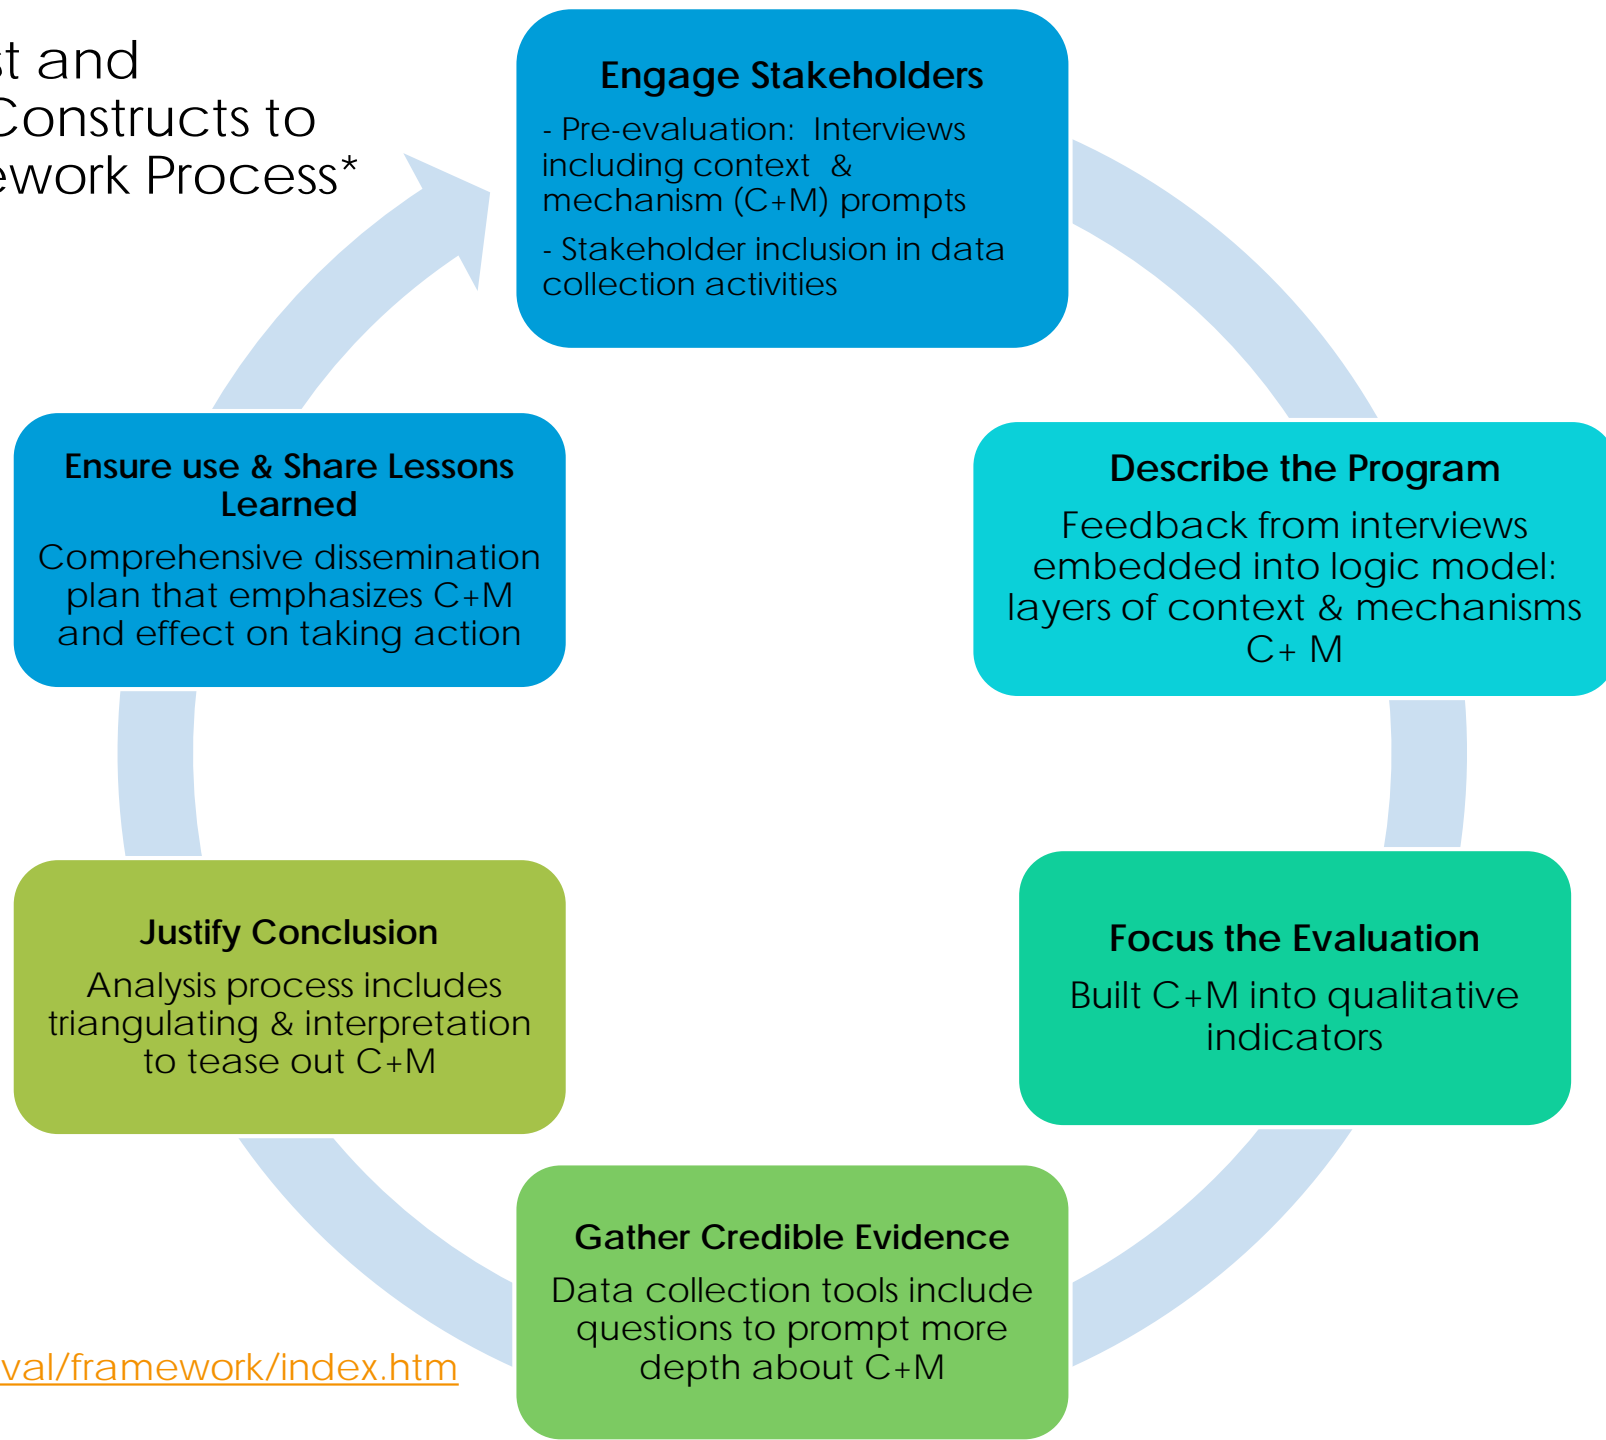 st and
Constructs to
ework Process*
Engage Stakeholders
- Pre-evaluation: Interviews
including context &
mechanism (C+M) prompts
- Stakeholder inclusion in data
collection activities
Describe the Program
Feedback from interviews
embedded into logic model:
layers of context & mechanisms
C+ M
Focus the Evaluation
Built C+M into qualitative
indicators
Gather Credible Evidence
Data collection tools include
questions to prompt more
depth about C+M
Justify Conclusion
Analysis process includes
triangulating & interpretation
to tease out C+M
Ensure use & Share Lessons
Learned
Comprehensive dissemination
plan that emphasizes C+M
and effect on taking action
val/framework/index.htm